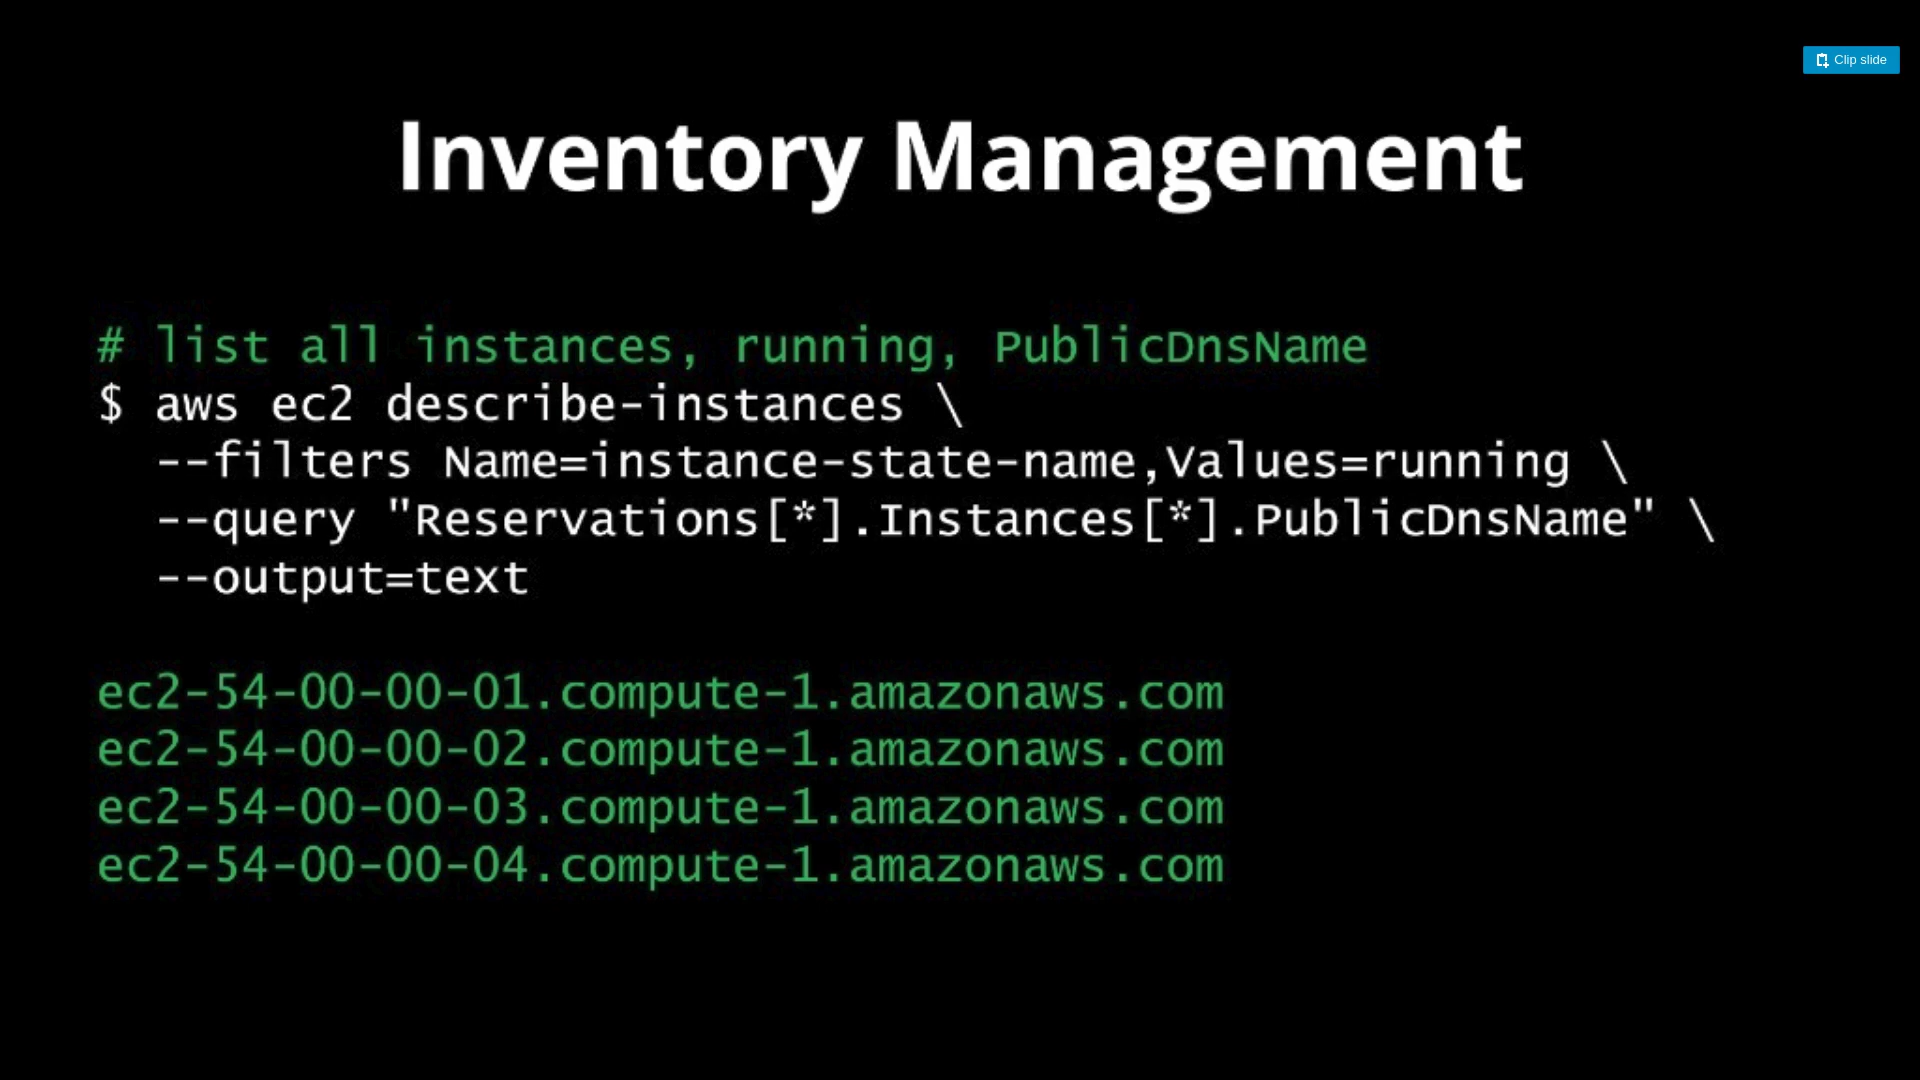 Clip slide
Inventory Management
# list all instances, running, PublicDnsName
$ aws ec2 describe-instances \
  --filters Name=instance-state-name,Values=running \
  --query "Reservations[*].Instances[*].PublicDnsName" \
  --output=text
ec2-54-00-00-01.compute-1.amazonaws.com
ec2-54-00-00-02.compute-1.amazonaws.com
ec2-54-00-00-03.compute-1.amazonaws.com
ec2-54-00-00-04.compute-1.amazonaws.com